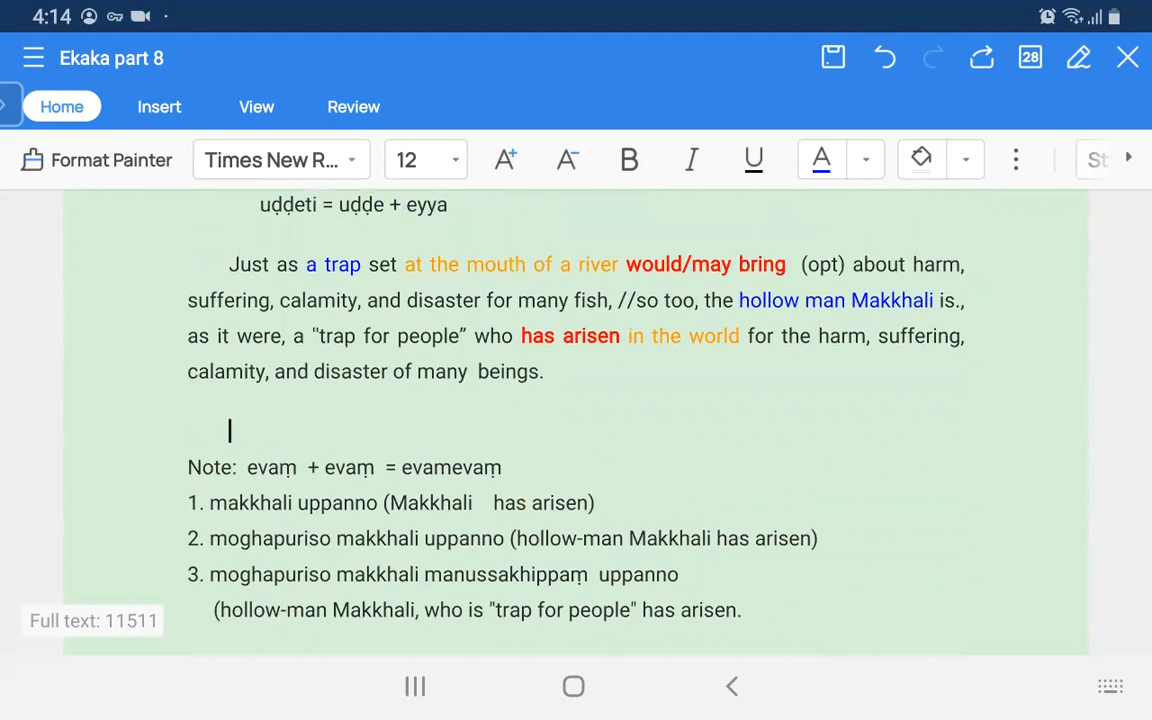 4:14
Ekaka part 8
28
Home Insert View Review
Format Painter Times New R... 12 A+ A- B I U A St
uḍḍeti = uḍḍe + eyya
Just as a trap set at the mouth of a river would/may bring (opt) about harm,
suffering, calamity, and disaster for many fish, //so too, the hollow man Makkhali is.,
as it were, a "trap for people” who has arisen in the world for the harm, suffering,
calamity, and disaster of many beings.
Note: evaṃ + evaṃ = evamevaṃ
1. makkhali uppanno (Makkhali has arisen)
2. moghapuriso makkhali uppanno (hollow-man Makkhali has arisen)
3. moghapuriso makkhali manussakhippaṃ uppanno
(hollow-man Makkhali, who is "trap for people" has arisen.
Full text: 11511